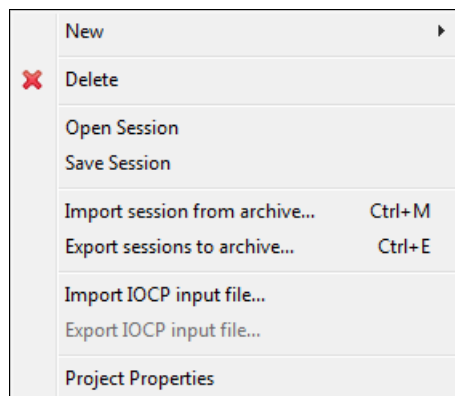 New
Delete
Open Session
Save Session
Import session from archive... Ctrl+M
Export sessions to archive... Ctrl+E
Import IOCP input file...
Export IOCP input file...
Project Properties